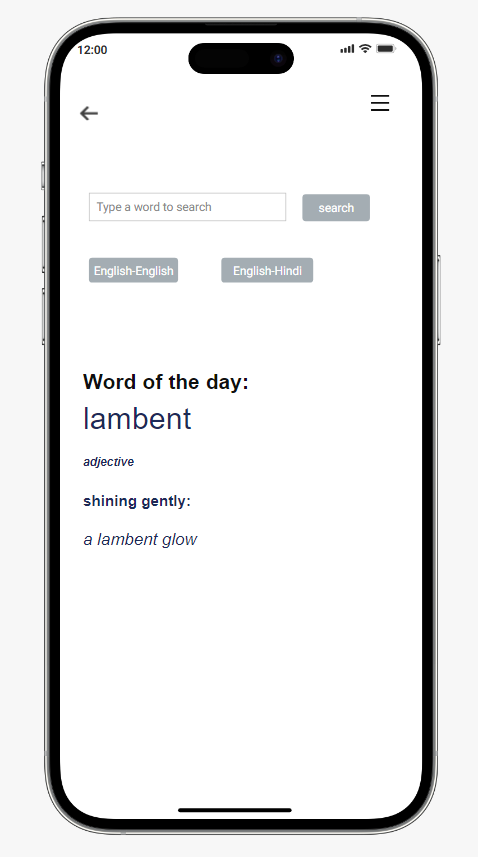 12:00
Type a word to search
search
English-English
English-Hindi
Word of the day:
lambent
adjective
shining gently:
a lambent glow